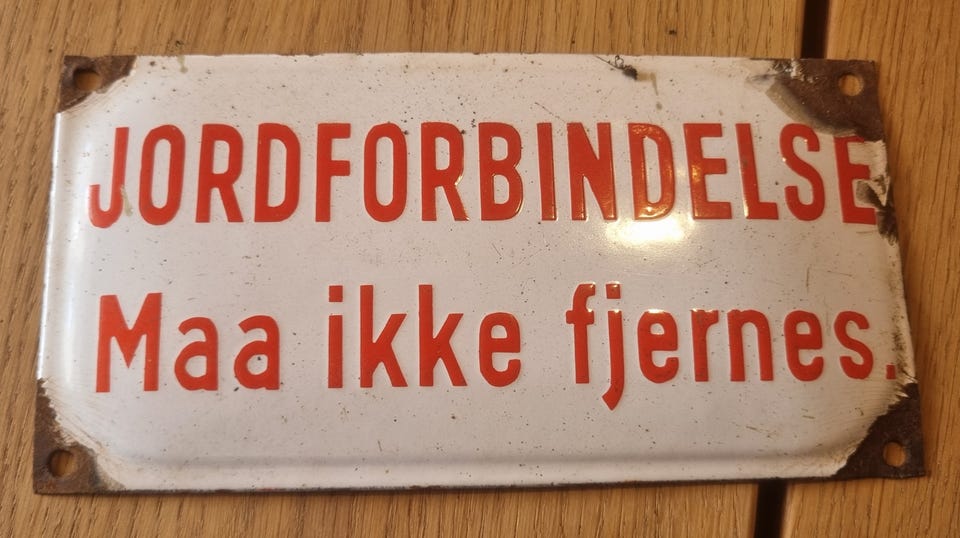 JORDFORBINDELSE
Maa ikke fjernes.